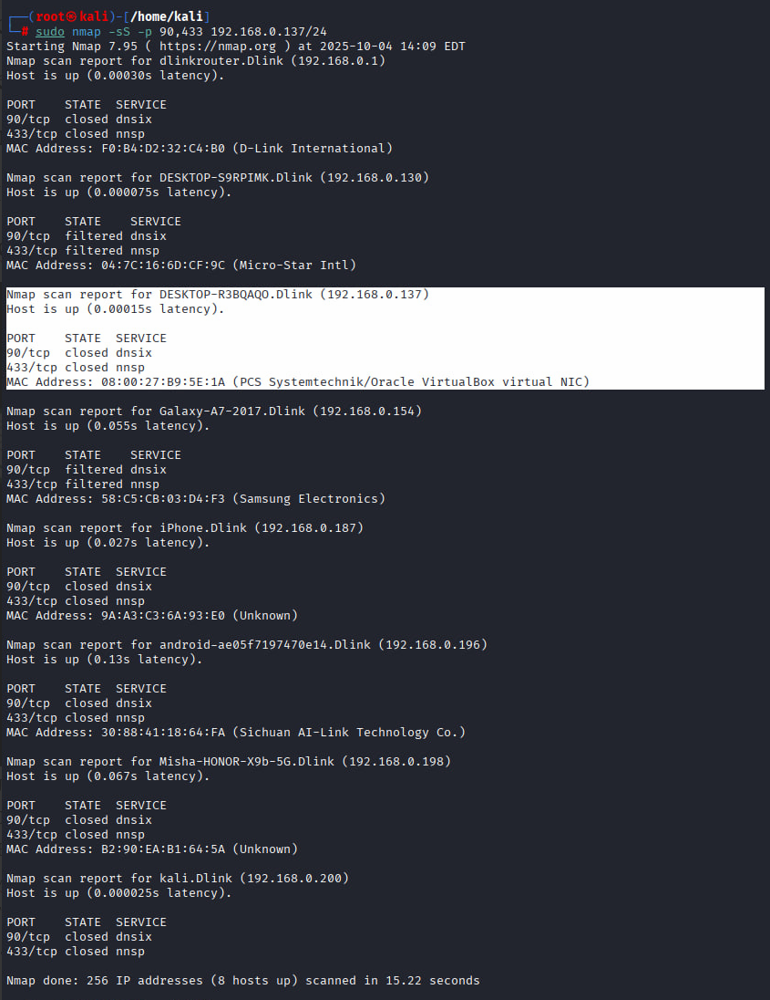 ┌──(root㉿kali)-[/home/kali]
└─# sudo nmap -sS -p 90,433 192.168.0.137/24
Starting Nmap 7.95 ( https://nmap.org ) at 2025-10-04 14:09 EDT
Nmap scan report for dlinkrouter.Dlink (192.168.0.1)
Host is up (0.00030s latency).
PORT    STATE  SERVICE
90/tcp  closed dnsix
433/tcp closed nnsp
MAC Address: F0:B4:D2:32:C4:B0 (D-Link International)
Nmap scan report for DESKTOP-S9RPIMK.Dlink (192.168.0.130)
Host is up (0.000075s latency).
PORT    STATE    SERVICE
90/tcp  filtered dnsix
433/tcp filtered nnsp
MAC Address: 04:7C:16:6D:CF:9C (Micro-Star Intl)
Nmap scan report for DESKTOP-R3BQAQO.Dlink (192.168.0.137)
Host is up (0.00015s latency).
PORT    STATE  SERVICE
90/tcp  closed dnsix
433/tcp closed nnsp
MAC Address: 08:00:27:B9:5E:1A (PCS Systemtechnik/Oracle VirtualBox virtual NIC)
Nmap scan report for Galaxy-A7-2017.Dlink (192.168.0.154)
Host is up (0.055s latency).
PORT    STATE    SERVICE
90/tcp  filtered dnsix
433/tcp filtered nnsp
MAC Address: 58:C5:CB:03:D4:F3 (Samsung Electronics)
Nmap scan report for iPhone.Dlink (192.168.0.187)
Host is up (0.027s latency).
PORT    STATE  SERVICE
90/tcp  closed dnsix
433/tcp closed nnsp
MAC Address: 9A:A3:C3:6A:93:E0 (Unknown)
Nmap scan report for android-ae05f7197470e14.Dlink (192.168.0.196)
Host is up (0.13s latency).
PORT    STATE  SERVICE
90/tcp  closed dnsix
433/tcp closed nnsp
MAC Address: 30:88:41:18:64:FA (Sichuan AI-Link Technology Co.)
Nmap scan report for Misha-HONOR-X9b-5G.Dlink (192.168.0.198)
Host is up (0.067s latency).
PORT    STATE  SERVICE
90/tcp  closed dnsix
433/tcp closed nnsp
MAC Address: B2:90:EA:B1:64:5A (Unknown)
Nmap scan report for kali.Dlink (192.168.0.200)
Host is up (0.000025s latency).
PORT    STATE  SERVICE
90/tcp  closed dnsix
433/tcp closed nnsp
Nmap done: 256 IP addresses (8 hosts up) scanned in 15.22 seconds